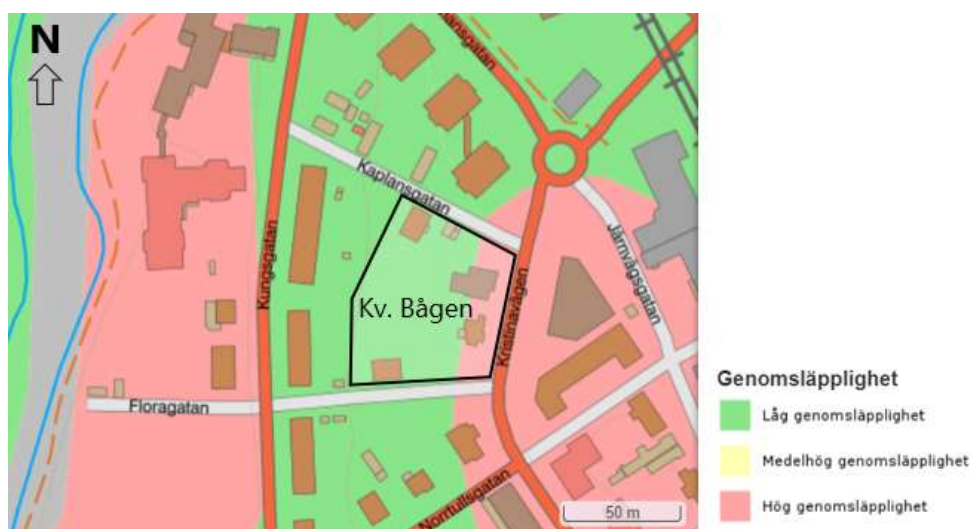 N
Kaplansgatan
Kungsgatan
Kristinavägen
Järnvägsgatan
Kv. Bågen
Floragatan
Norrtullsgatan
50 m
Genomsläpplighet
Låg genomsläpplighet
Medelhög genomsläpplighet
Hög genomsläpplighet